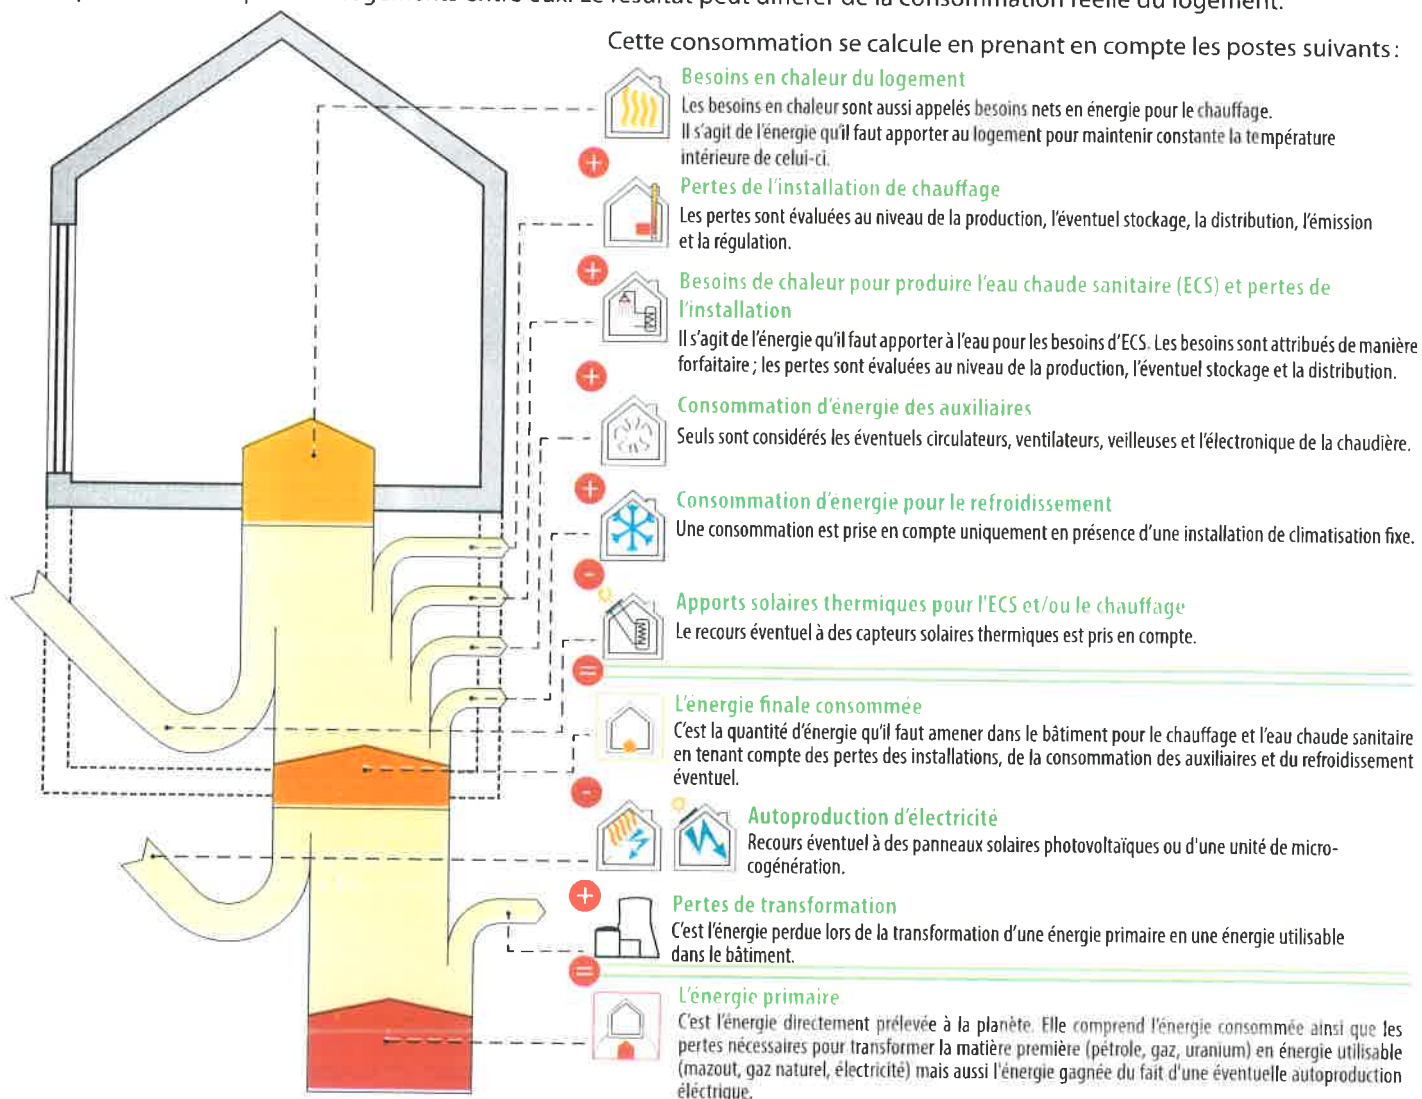 logements entre eux. Le résultat peut différer de la consommation réelle du logement.
Cette consommation se calcule en prenant en compte les postes suivants :
Besoins en chaleur du logement
Les besoins en chaleur sont aussi appelés besoins nets en énergie pour le chauffage.
Il s'agit de l'énergie qu'il faut apporter au logement pour maintenir constante la température
intérieure de celui-ci.
+
Pertes de l'installation de chauffage
Les pertes sont évaluées au niveau de la production, l'éventuel stockage, la distribution, l'émission
et la régulation.
+
Besoins de chaleur pour produire l'eau chaude sanitaire (ECS) et pertes de
l'installation
Il s'agit de l'énergie qu'il faut apporter à l'eau pour les besoins d'ECS. Les besoins sont attribués de manière
forfaitaire ; les pertes sont évaluées au niveau de la production, l'éventuel stockage et la distribution.
+
Consommation d'énergie des auxiliaires
Seuls sont considérés les éventuels circulateurs, ventilateurs, veilleuses et l'électronique de la chaudière.
+
Consommation d'énergie pour le refroidissement
Une consommation est prise en compte uniquement en présence d'une installation de climatisation fixe.
-
Apports solaires thermiques pour l'ECS et/ou le chauffage
Le recours éventuel à des capteurs solaires thermiques est pris en compte.
=
L'énergie finale consommée
C'est la quantité d'énergie qu'il faut amener dans le bâtiment pour le chauffage et l'eau chaude sanitaire
en tenant compte des pertes des installations, de la consommation des auxiliaires et du refroidissement
éventuel.
-
Autoproduction d'électricité
Recours éventuel à des panneaux solaires photovoltaïques ou d'une unité de micro-
cogénération.
+
Pertes de transformation
C'est l'énergie perdue lors de la transformation d'une énergie primaire en une énergie utilisable
dans le bâtiment.
=
L'énergie primaire
C'est l'énergie directement prélevée à la planète. Elle comprend l'énergie consommée ainsi que les
pertes nécessaires pour transformer la matière première (pétrole, gaz, uranium) en énergie utilisable
(mazout, gaz naturel, électricité) mais aussi l'énergie gagnée du fait d'une éventuelle autoproduction
éléctrique.